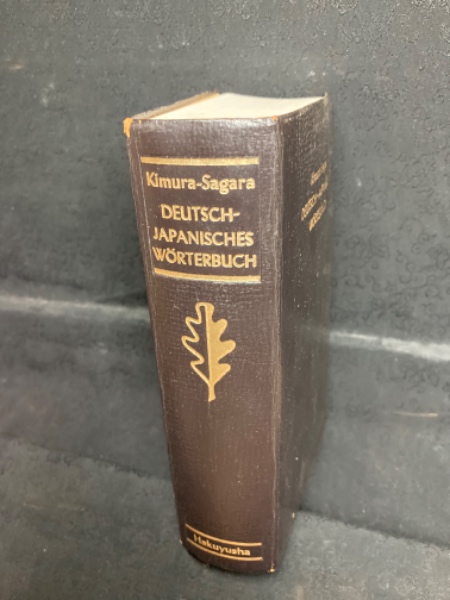 Kimura-Sagara
DEUTSCH-
JAPANISCHES
WÖRTERBUCH
Hakuyusha